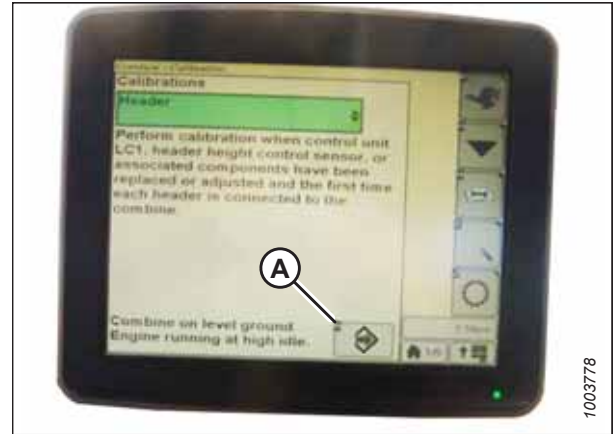 Calibrations
Header
Perform calibration when control unit
LC1, header height control sensor, or
associated components have been
replaced or adjusted and the first time
each header is connected to the
combine.
A
Combine on level ground.
Engine running at high idle.
1003778